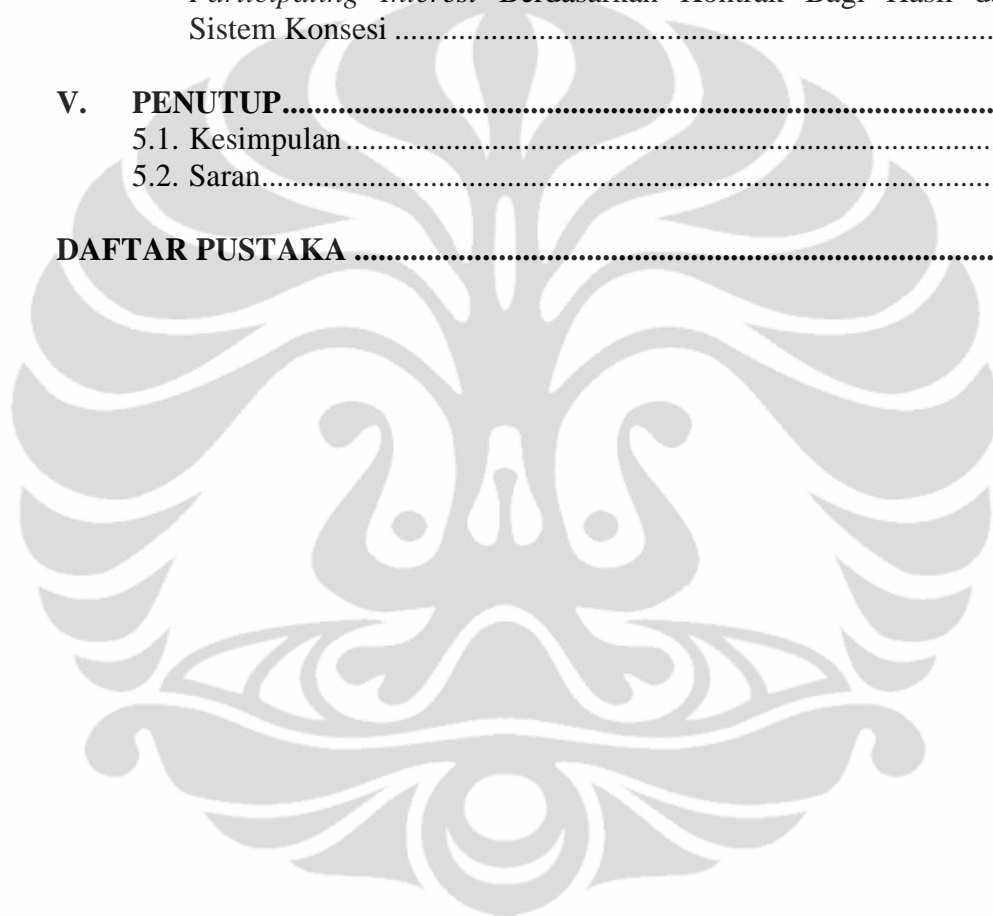 Participating Interest Berdasarkan Kontrak Bagi Hasil
Sistem Konsesi ..........................................................................................
V. PENUTUP..........................................................................................
5.1. Kesimpulan ..........................................................................................
5.2. Saran..........................................................................................
DAFTAR PUSTAKA ..........................................................................................